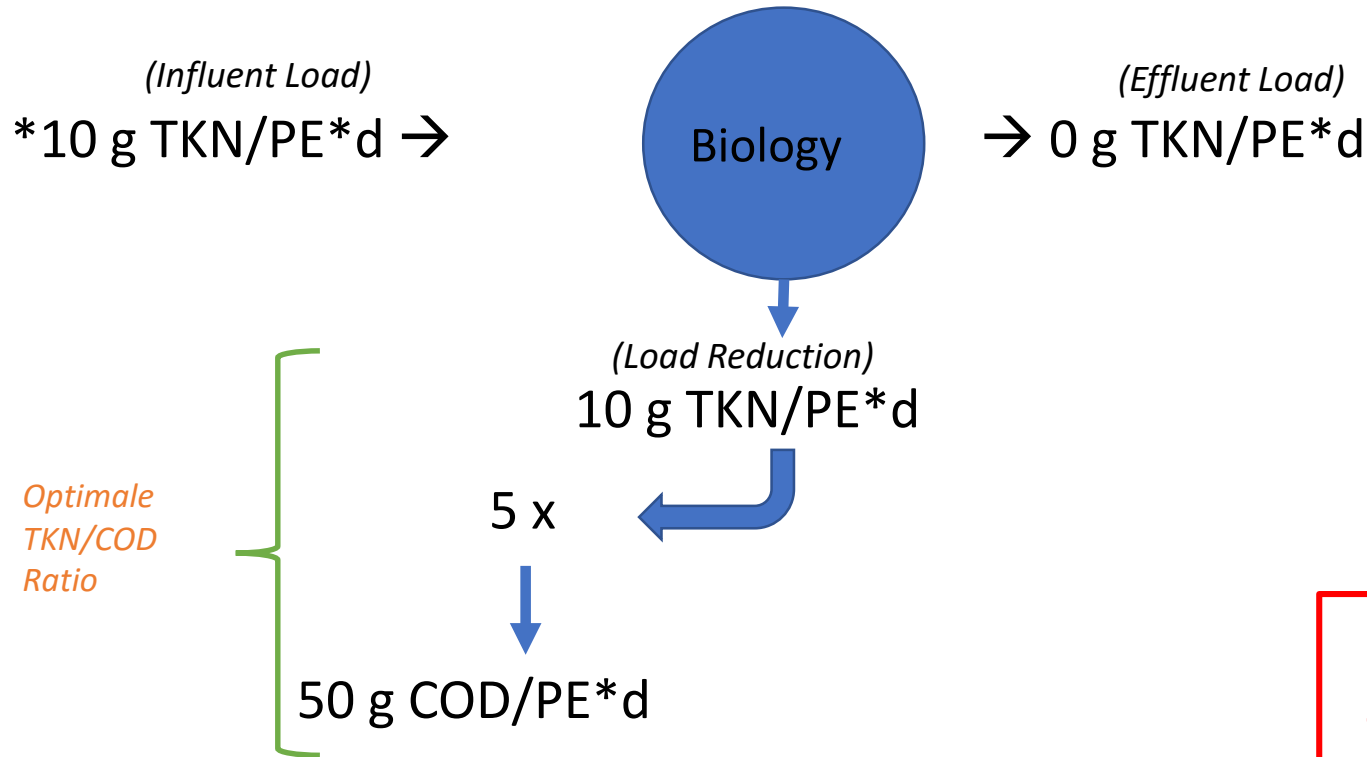 (Influent Load)
*10 g TKN/PE*d →
Biology
(Effluent Load)
→ 0 g TKN/PE*d
(Load Reduction)
10 g TKN/PE*d
Optimale
TKN/COD
Ratio
5 x
50 g COD/PE*d